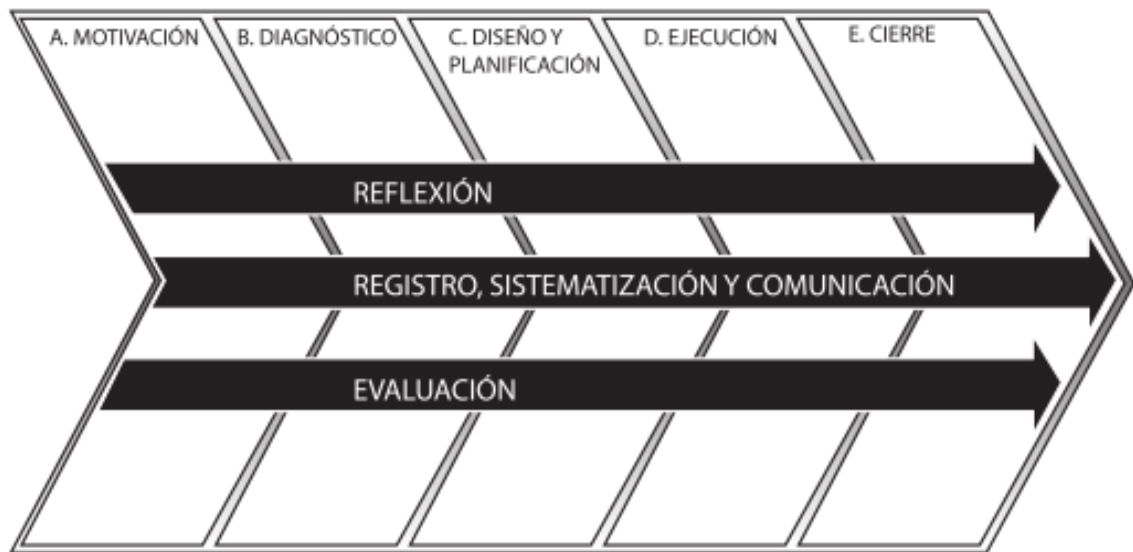 A. MOTIVACIÓN
B. DIAGNÓSTICO
C. DISEÑO Y
PLANIFICACIÓN
D. EJECUCIÓN
E. CIERRE
REFLEXIÓN
REGISTRO, SISTEMATIZACIÓN Y COMUNICACIÓN
EVALUACIÓN